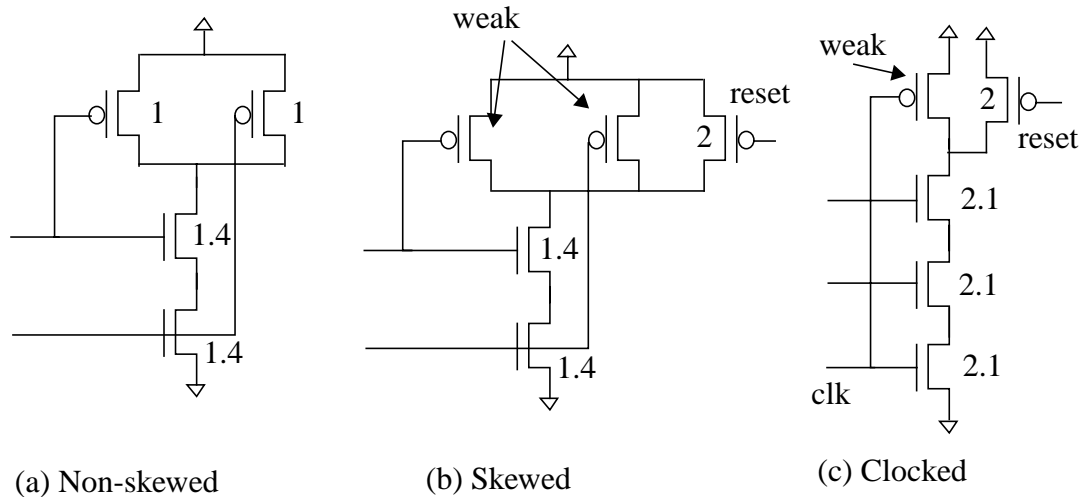 weak
weak
reset
1
1
2
2
reset
1.4
1.4
1.4
1.4
2.1
2.1
2.1
clk
(a) Non-skewed
(b) Skewed
(c) Clocked